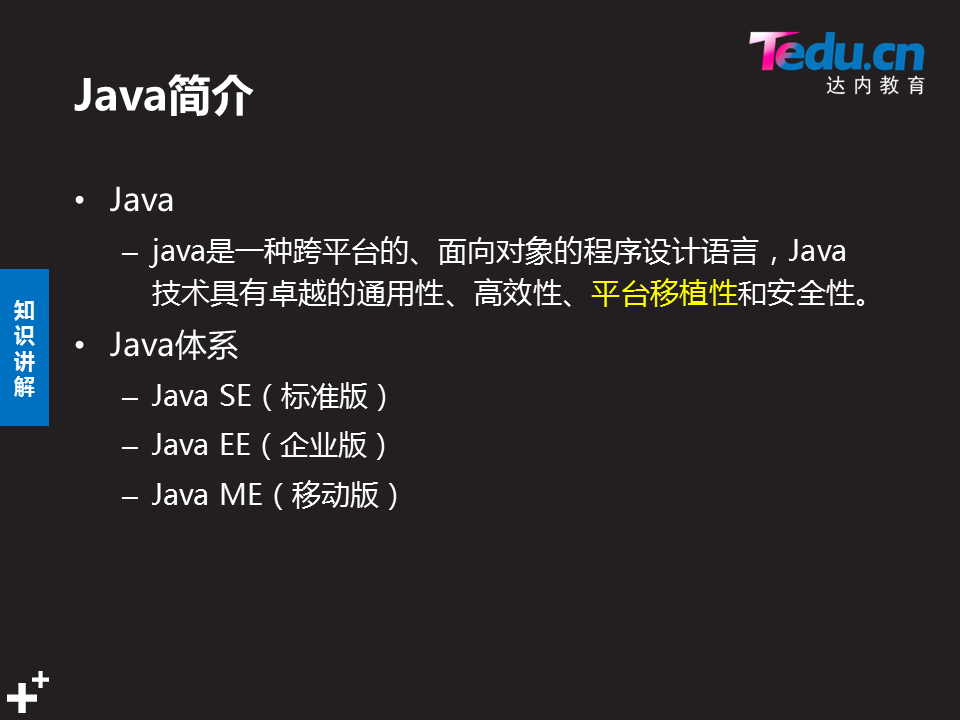 Tedu.cn
达内教育
Java简介
• Java
– java是一种跨平台的、面向对象的程序设计语言，Java
技术具有卓越的通用性、高效性、平台移植性和安全性。
• Java体系
– Java SE（标准版）
– Java EE（企业版）
– Java ME（移动版）
知
识
讲
解